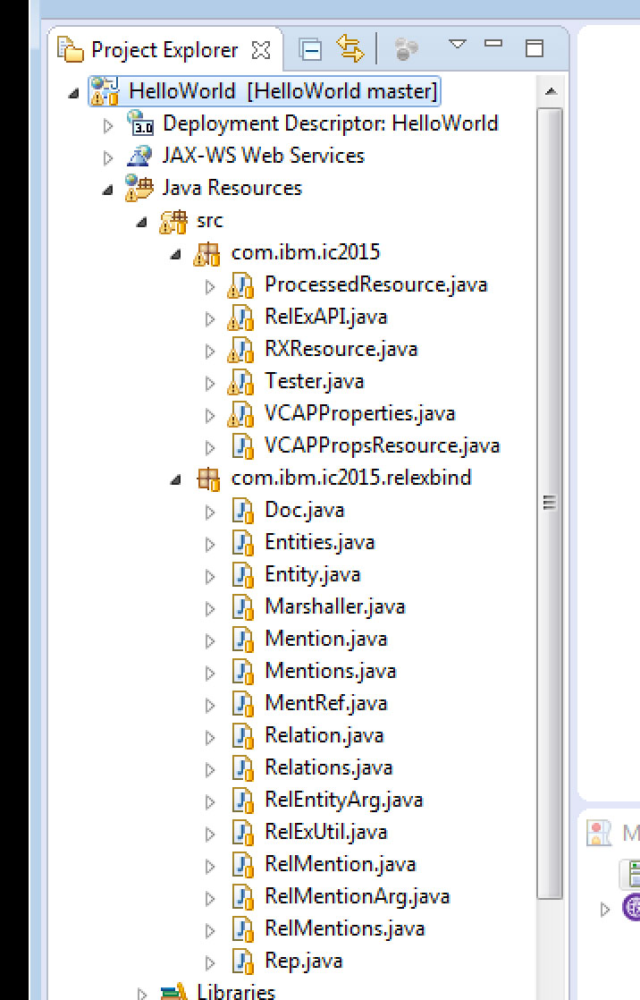 Project Explorer
HelloWorld [HelloWorld master]
3.0 Deployment Descriptor: HelloWorld
JAX-WS Web Services
Java Resources
src
com.ibm.ic2015
ProcessedResource.java
RelExAPI.java
RXResource.java
Tester.java
VCAPProperties.java
VCAPPropsResource.java
com.ibm.ic2015.relexbind
Doc.java
Entities.java
Entity.java
Marshaller.java
Mention.java
Mentions.java
MentRef.java
Relation.java
Relations.java
RelEntityArg.java
RelExUtil.java
M
RelMention.java
RelMentionArg.java
RelMentions.java
Rep.java
Libraries